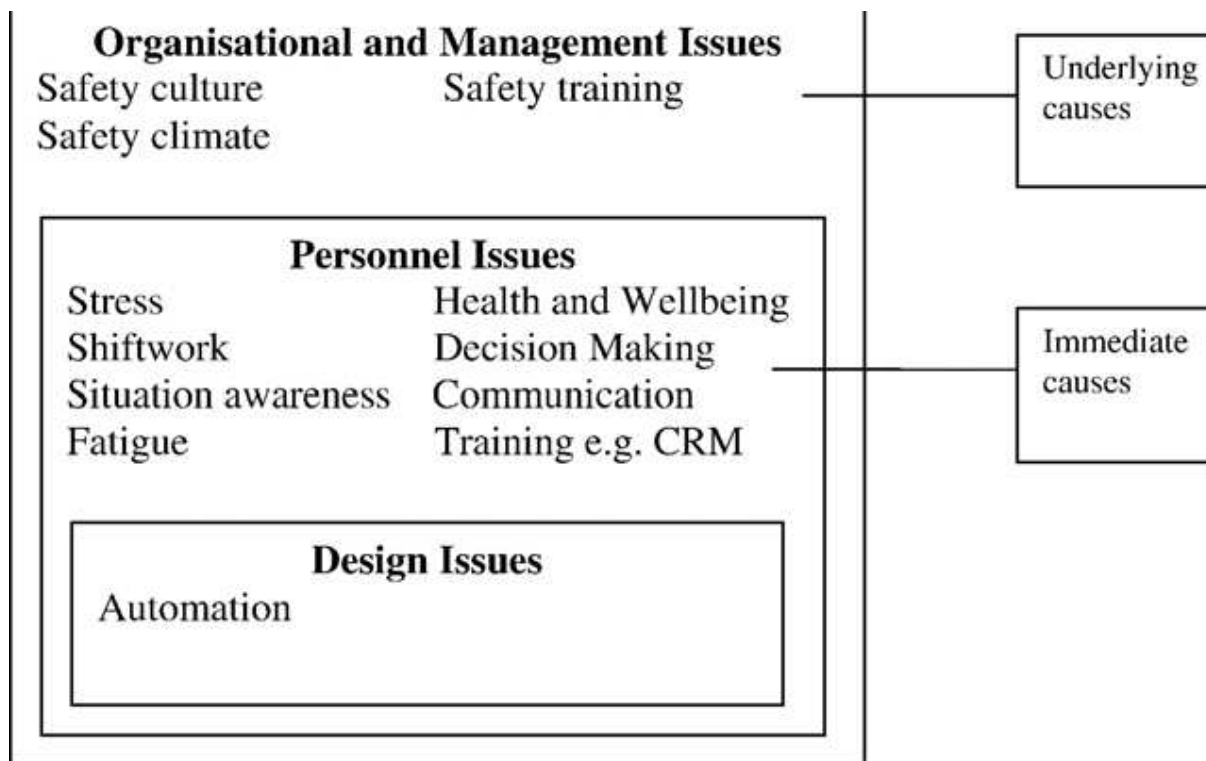 Organisational and Management Issues
Safety culture Safety training
Safety climate
Underlying
causes
Personnel Issues
Stress Health and Wellbeing
Shiftwork Decision Making
Situation awareness Communication
Fatigue Training e.g. CRM
Immediate
causes
Design Issues
Automation